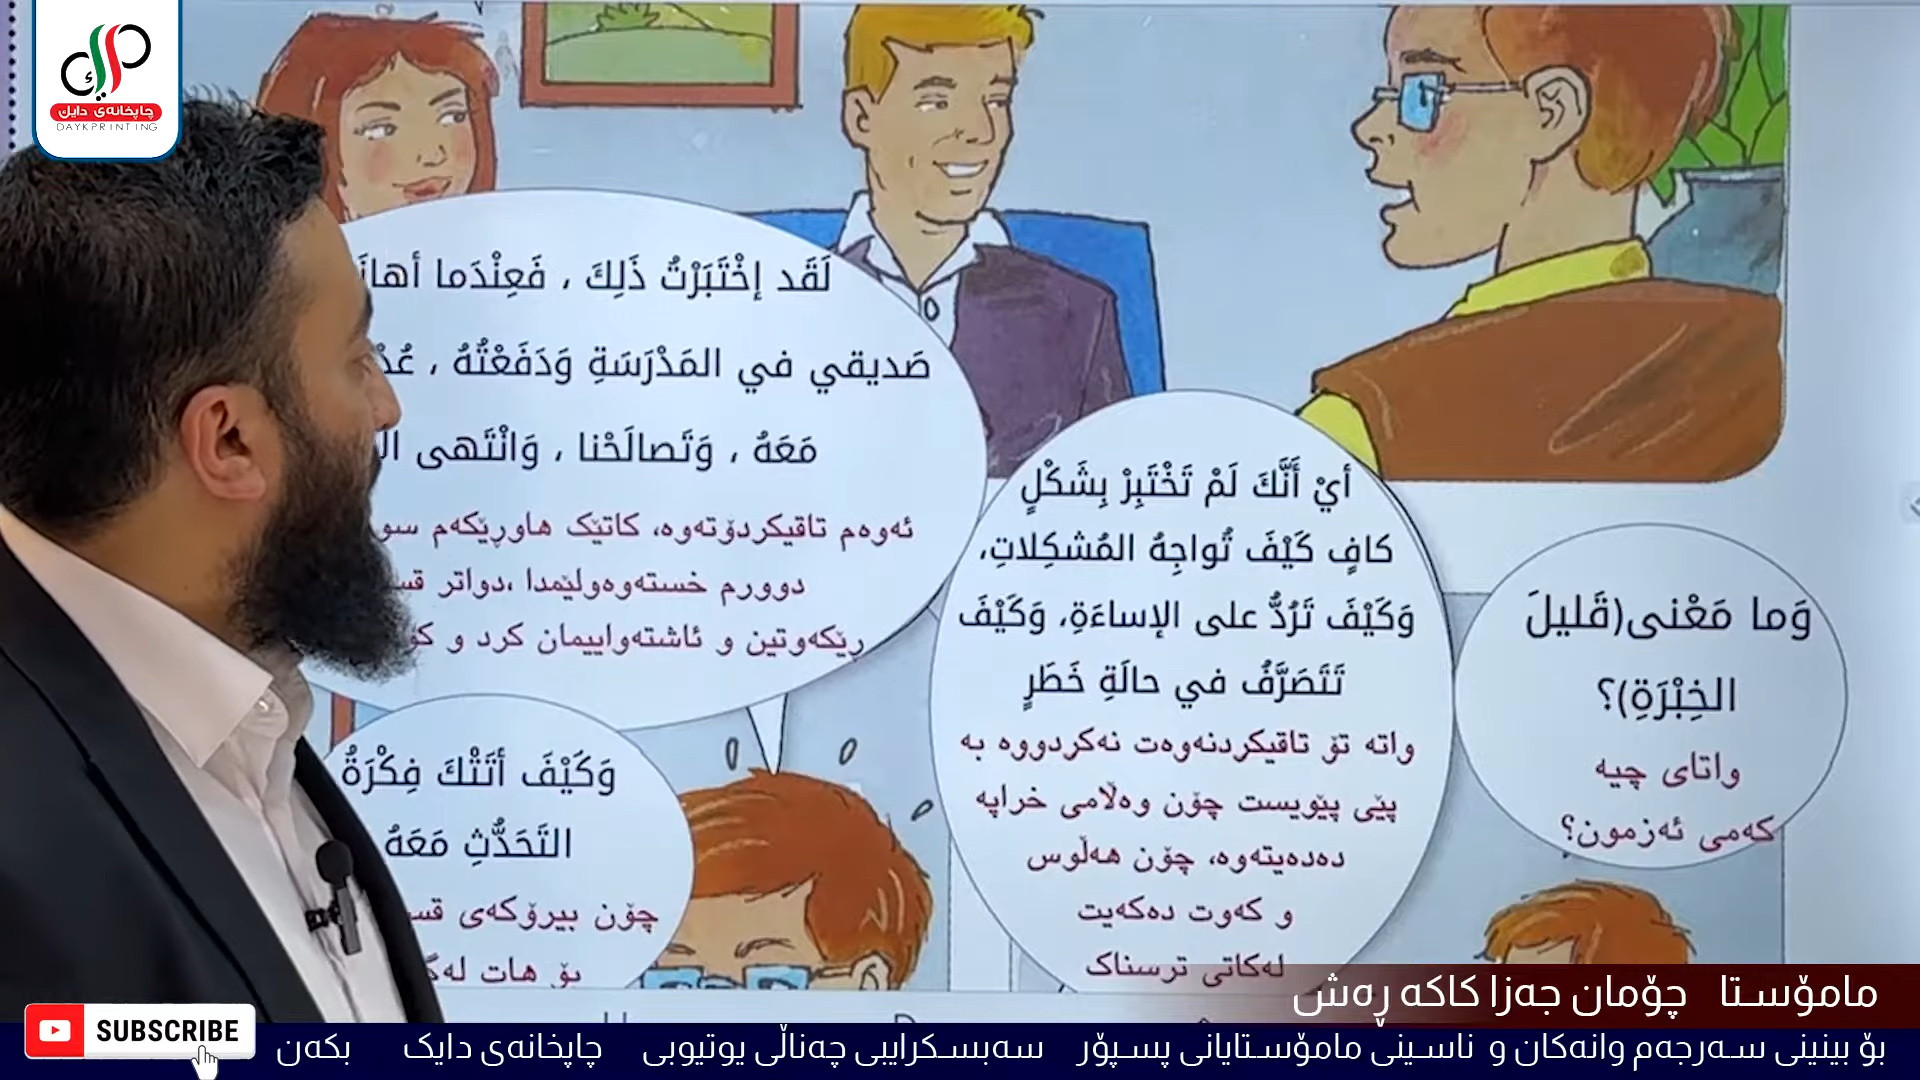 چاپخانەی دایك
DAYKPRINTING
لَقَد إخْتَبَرْتُ ذَلِكَ ، فَعِنْدَما
صَديقي في المَدْرَسَةِ وَدَفَعْتُهُ ،
مَعَهُ ، وَتَصالَحْنا ، وَانْتَهى
ئەوەم تاقیکردۆتەوە، کاتێک هاوڕێکەم
دوورم خستەوەولێمدا ،دواتر
ڕێکەوتین و ئاشتەواییمان کرد و
أيْ أَنَّكَ لَمْ تَخْتَبِرْ بِشَكْلٍ
كافٍ كَيْفَ تُواجِهُ المُشكِلاتِ،
وَكَيْفَ تَرُدُّ على الإساءَةِ، وَكَيْفَ
تَتَصَرَّفُ في حالَةِ خَطَرٍ
واتە تۆ تاقیکردنەوەت نەکردووە بە
پێی پێویست چۆن وەڵامی خراپە
دەدەیتەوە، چۆن هەڵوس
و کەوت دەکەیت
لەکاتی ترسناک
وَما مَعْنى(قَليلَ
الخِبْرَةِ)؟
واتای چیە
کەمی ئەزمون؟
وَكَيْفَ أتَتْكَ فِكْرَةُ
التَحَدُّثِ مَعَهُ
چۆن بیرۆکەی
بۆ هات
مامۆستا چۆمان جەزا کاکە ڕەش
SUBSCRIBE
بۆ بینینی سەرجەم وانەکان و ناسینی مامۆستایانی پسپۆر سەبسکرایبی چەناڵی یوتیوبی چاپخانەی دایک بکەن